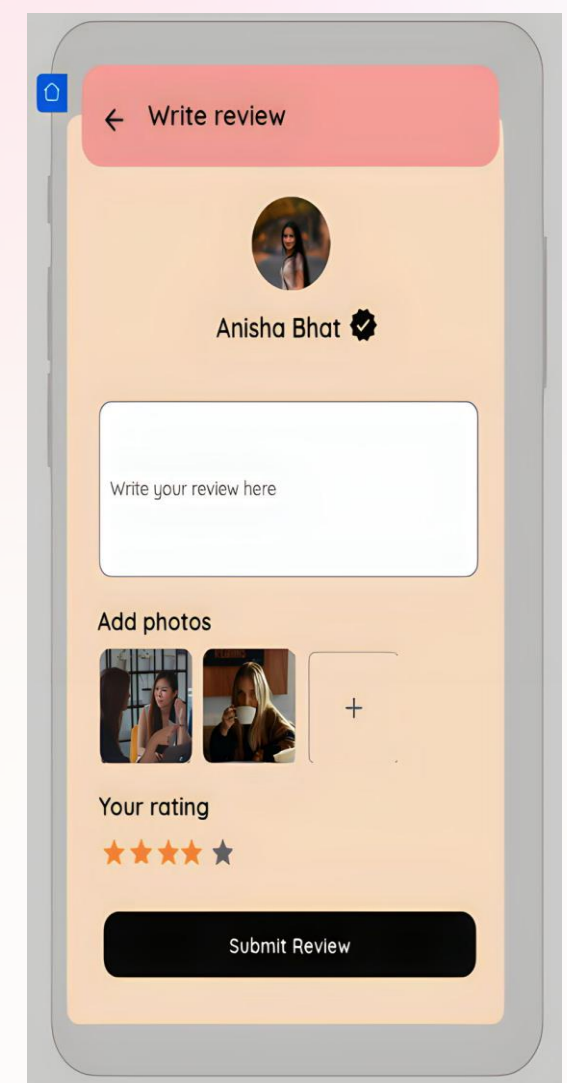 Write review
Anisha Bhat
Write your review here
Add photos
+
Your rating
Submit Review